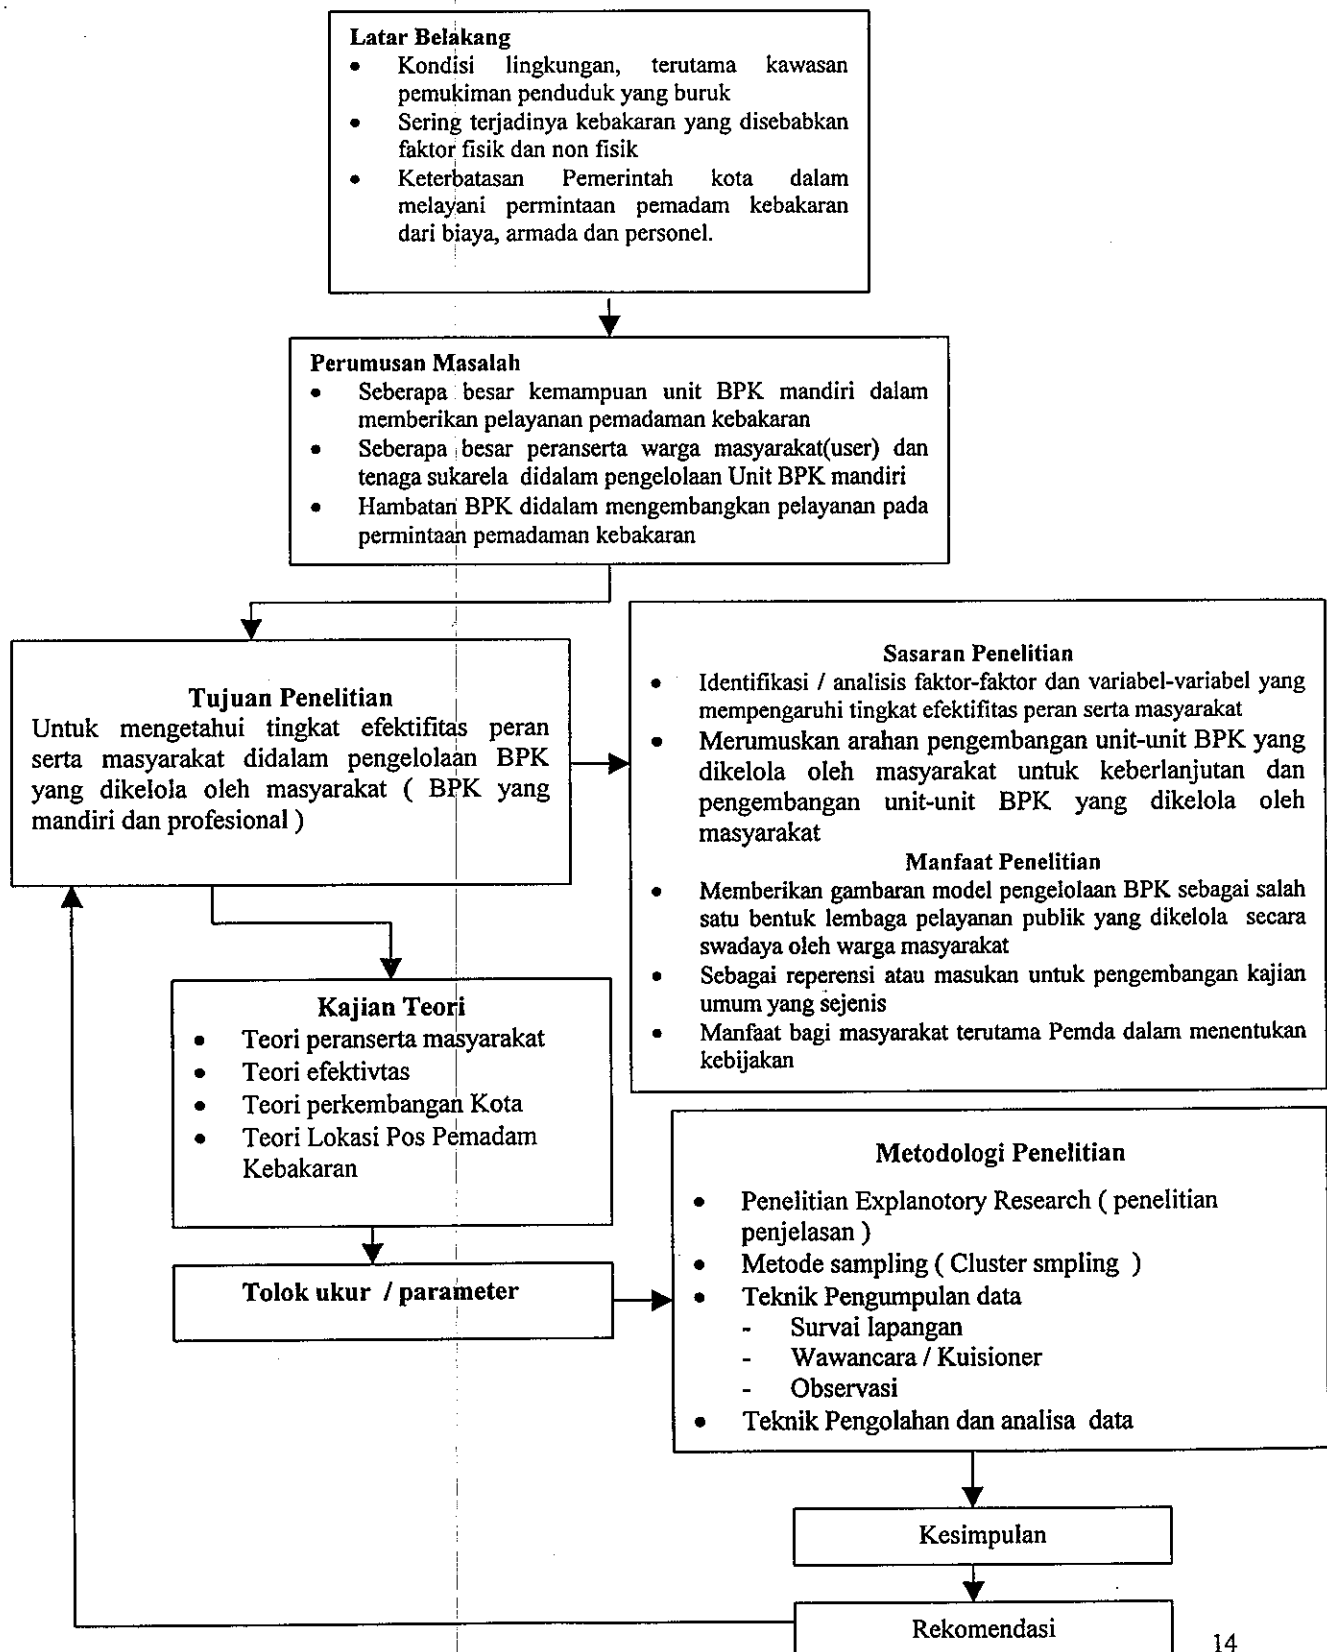 Latar Belakang
• Kondisi lingkungan, terutama kawasan
pemukiman penduduk yang buruk
• Sering terjadinya kebakaran yang disebabkan
faktor fisik dan non fisik
• Keterbatasan Pemerintah kota dalam
melayani permintaan pemadam kebakaran
dari biaya, armada dan personel.
Perumusan Masalah
• Seberapa besar kemampuan unit BPK mandiri dalam
memberikan pelayanan pemadaman kebakaran
• Seberapa besar peranserta warga masyarakat(user) dan
tenaga sukarela didalam pengelolaan Unit BPK mandiri
• Hambatan BPK didalam mengembangkan pelayanan pada
permintaan pemadaman kebakaran
Tujuan Penelitian
Untuk mengetahui tingkat efektifitas peran
serta masyarakat didalam pengelolaan BPK
yang dikelola oleh masyarakat ( BPK yang
mandiri dan profesional )
Sasaran Penelitian
• Identifikasi / analisis faktor-faktor dan variabel-variabel yang
mempengaruhi tingkat efektifitas peran serta masyarakat
• Merumuskan arahan pengembangan unit-unit BPK yang
dikelola oleh masyarakat untuk keberlanjutan dan
pengembangan unit-unit BPK yang dikelola oleh
masyarakat
Manfaat Penelitian
• Memberikan gambaran model pengelolaan BPK sebagai salah
satu bentuk lembaga pelayanan publik yang dikelola secara
swadaya oleh warga masyarakat
• Sebagai reperensi atau masukan untuk pengembangan kajian
umum yang sejenis
• Manfaat bagi masyarakat terutama Pemda dalam menentukan
kebijakan
Kajian Teori
• Teori peranserta masyarakat
• Teori efektivtas
• Teori perkembangan Kota
• Teori Lokasi Pos Pemadam
Kebakaran
Tolok ukur / parameter
Metodologi Penelitian
• Penelitian Explanotory Research ( penelitian
penjelasan )
• Metode sampling ( Cluster smpling )
• Teknik Pengumpulan data
- Survai lapangan
- Wawancara / Kuisioner
- Observasi
• Teknik Pengolahan dan analisa data
Kesimpulan
Rekomendasi
14